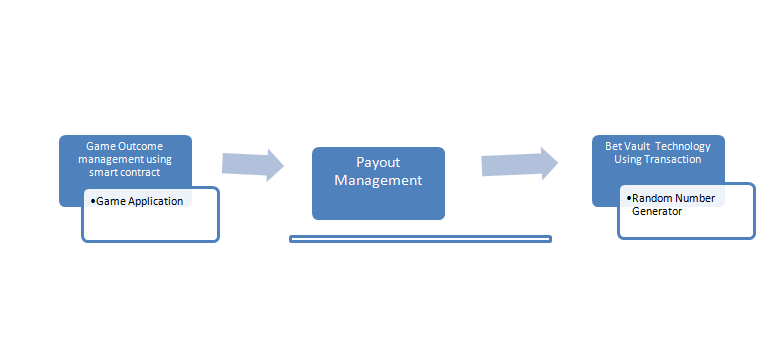 Game Outcome
management using
smart contract
•Game Application
Payout
Management
Bet Vault  Technology
Using Transaction
•Random Number
Generator